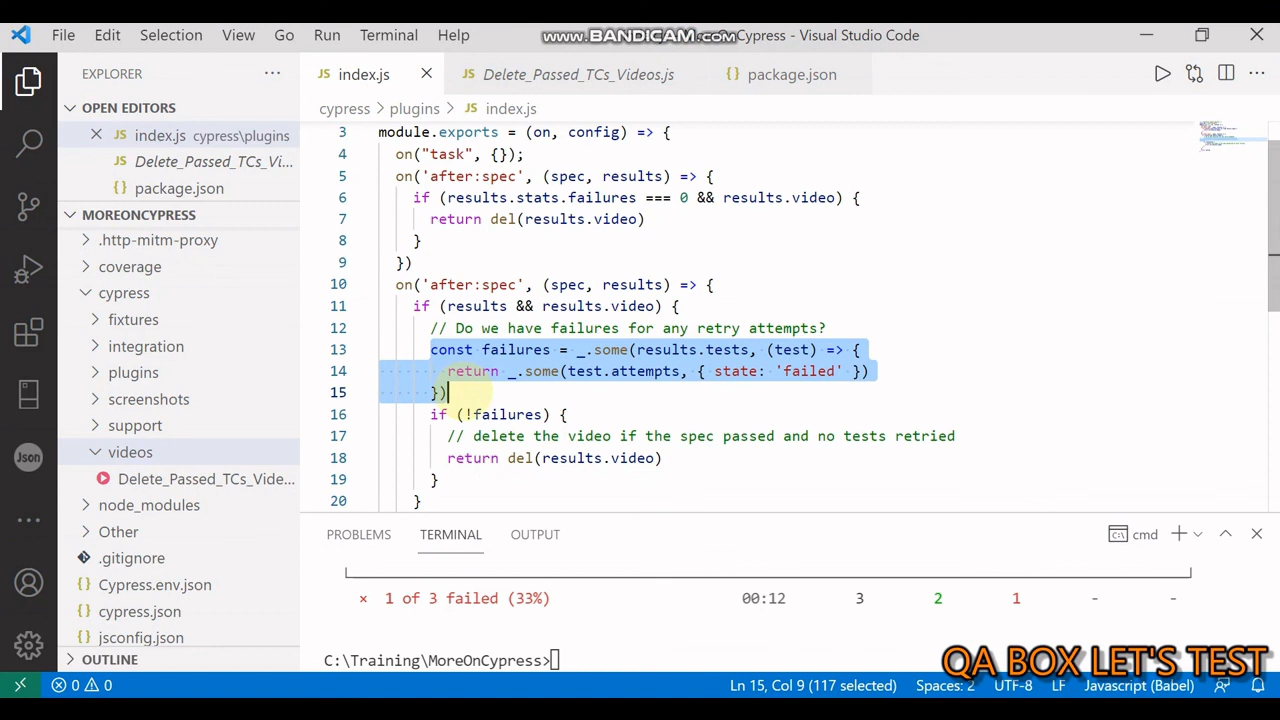 File Edit Selection View Go Run Terminal Help
www.BANDICAM.com Cypress - Visual Studio Code
EXPLORER
index.js
Delete_Passed_TCs_Videos.js
package.json
OPEN EDITORS
index.js cypress\plugins
Delete_Passed_TCs_Vi...
package.json
MOREONCYPRESS
.http-mitm-proxy
coverage
cypress
fixtures
integration
plugins
screenshots
support
videos
Delete_Passed_TCs_Vide...
node_modules
Other
.gitignore
Cypress.env.json
cypress.json
jsconfig.json
OUTLINE
Json
cypress > plugins > JS index.js
3 module.exports = (on, config) => {
4 on("task", {});
5 on('after:spec', (spec, results) => {
6 if (results.stats.failures === 0 && results.video) {
7 return del(results.video)
8 }
9 })
10 on('after:spec', (spec, results) => {
11 if (results && results.video) {
12 // Do we have failures for any retry attempts?
13 const failures = _.some(results.tests, (test) => {
14 return _.some(test.attempts, { state: 'failed' })
15 })
16 if (!failures) {
17 // delete the video if the spec passed and no tests retried
18 return del(results.video)
19 }
20 }
PROBLEMS TERMINAL OUTPUT
cmd
× 1 of 3 failed (33%) 00:12 3 2 1 - -
C:\Training\MoreOnCypress>
QA BOX LET'S TEST
0 0 Ln 15, Col 9 (117 selected) Spaces: 2 UTF-8 LF Javascript (Babel)